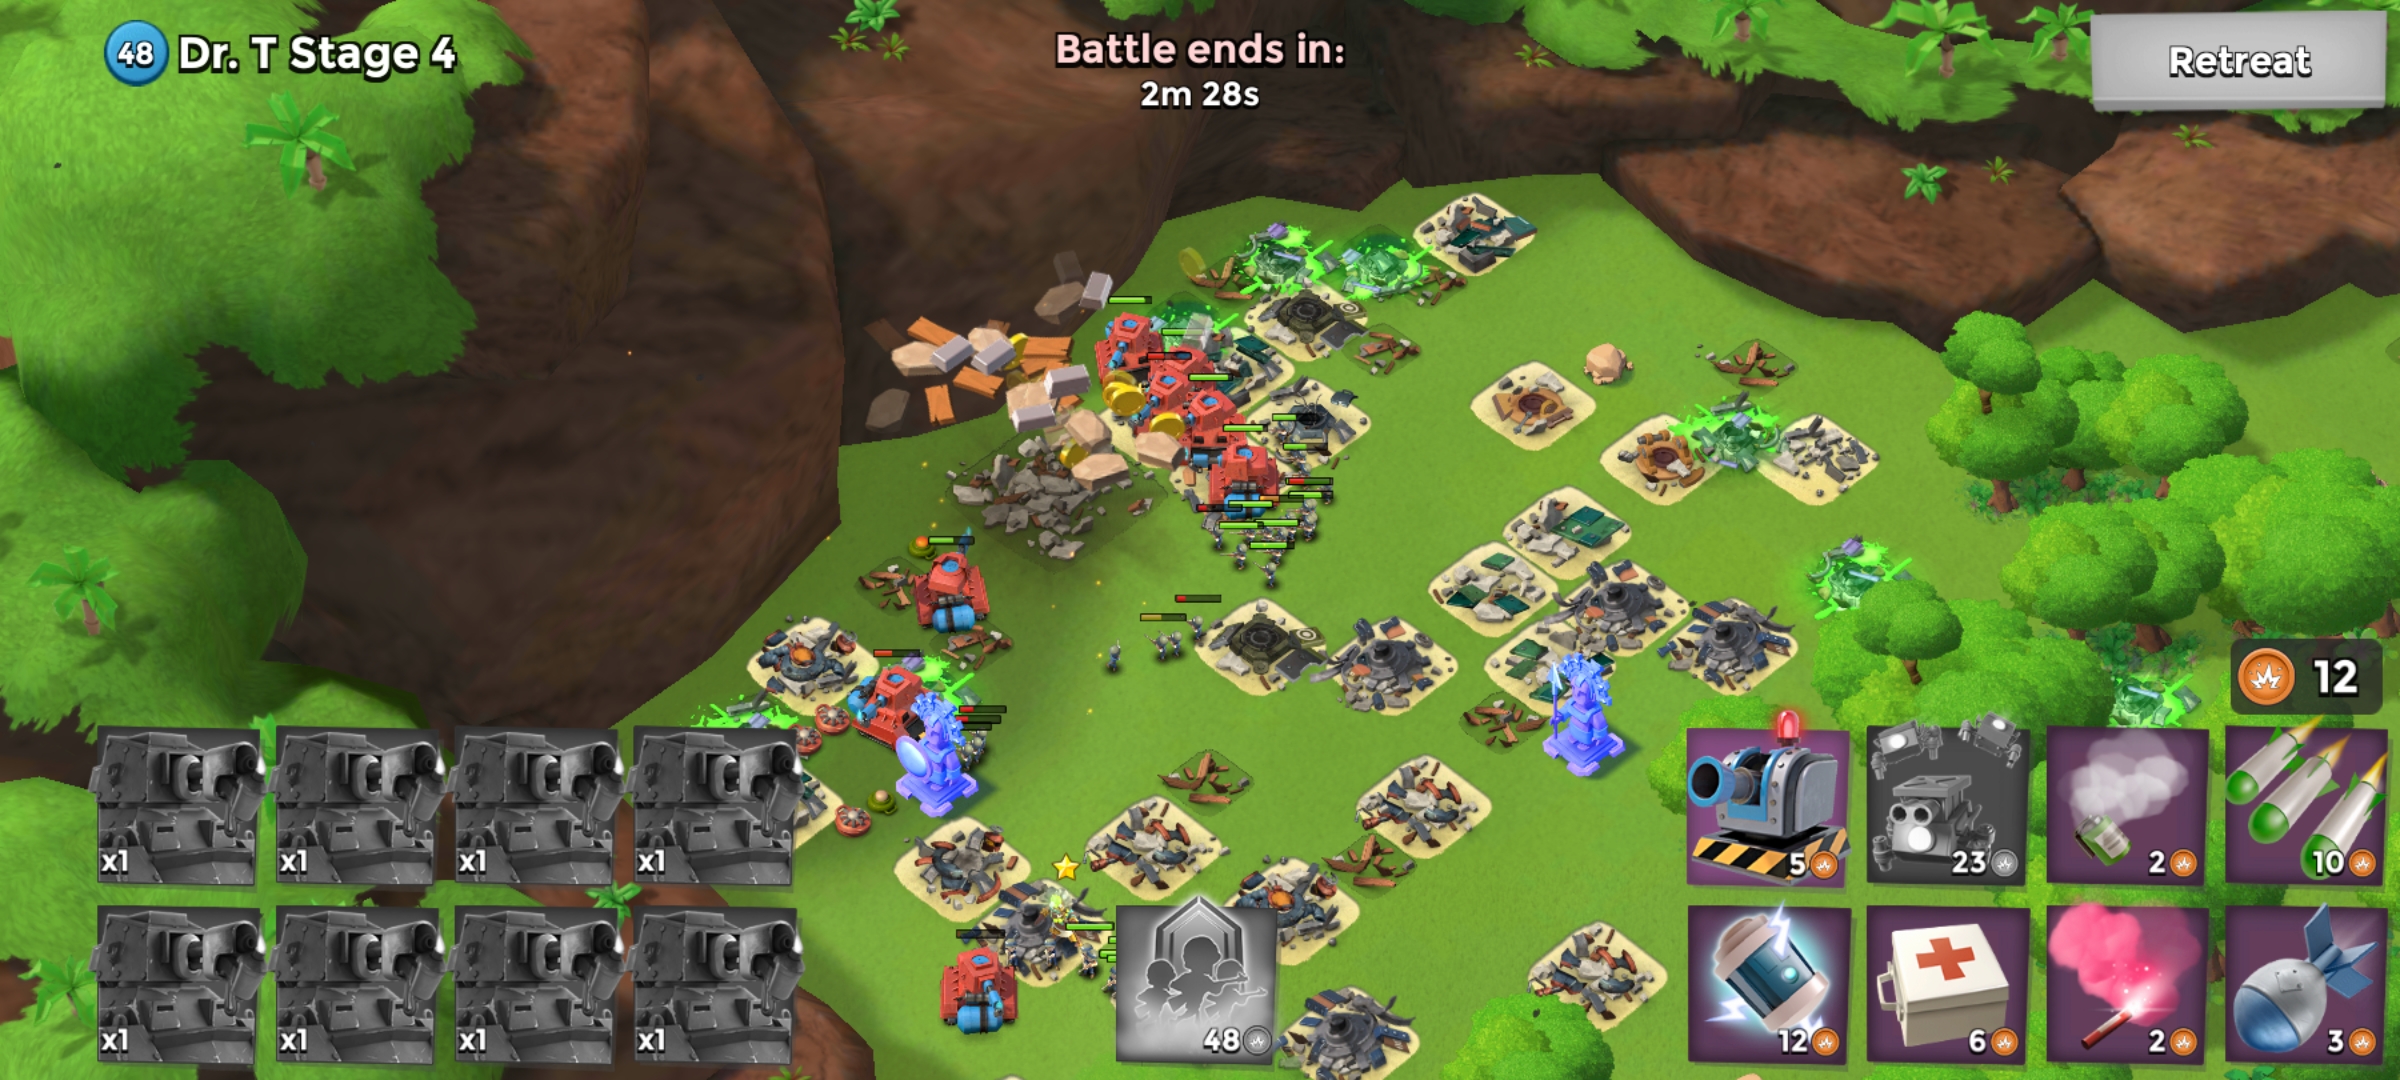 48 Dr. T Stage 4
Battle ends in:
2m 28s
Retreat
12
x1 x1 x1 x1
5 23 2 10
x1 x1 x1 x1
48
12 6 2 3